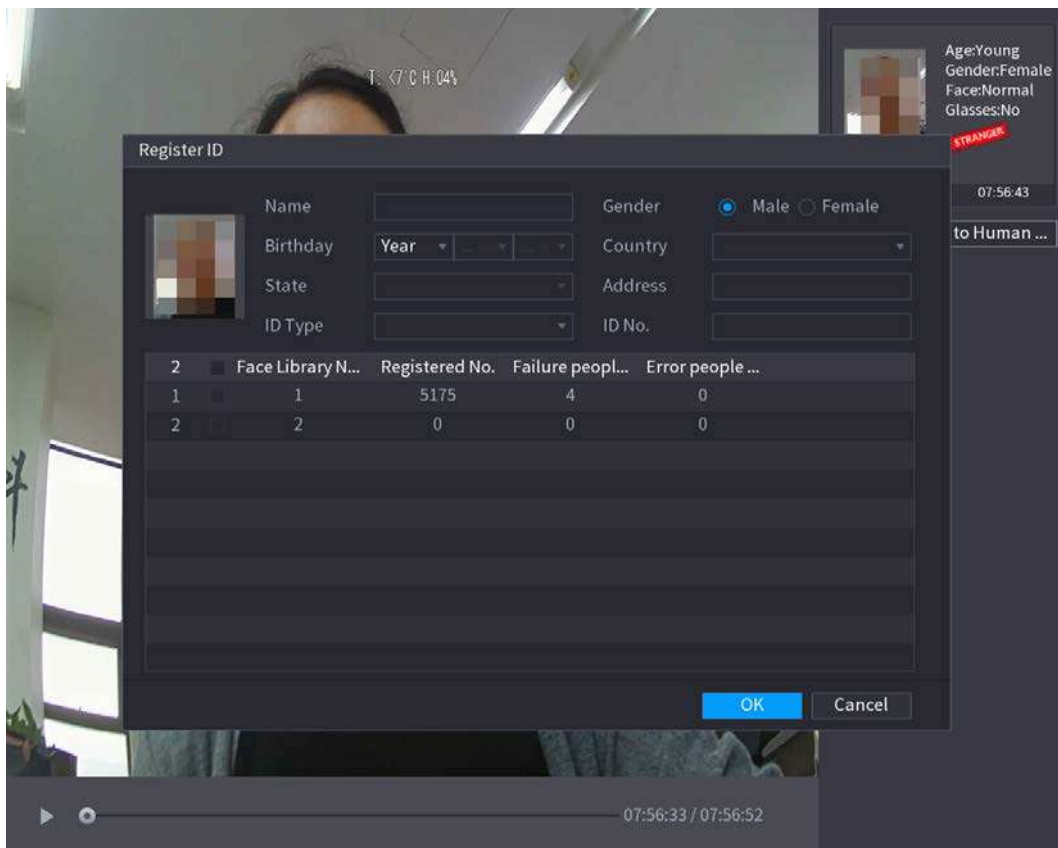 T: <7°C H:04%
Age:Young
Gender:Female
Face:Normal
Glasses:No
STRANGER
07:56:43
to Human ...
Register ID
Name
Gender Male Female
Birthday Year ... ...
Country
State
Address
ID Type
ID No.
2 Face Library N... Registered No. Failure peopl... Error people ...
1 1 5175 4 0
2 2 0 0 0
OK Cancel
07:56:33 / 07:56:52